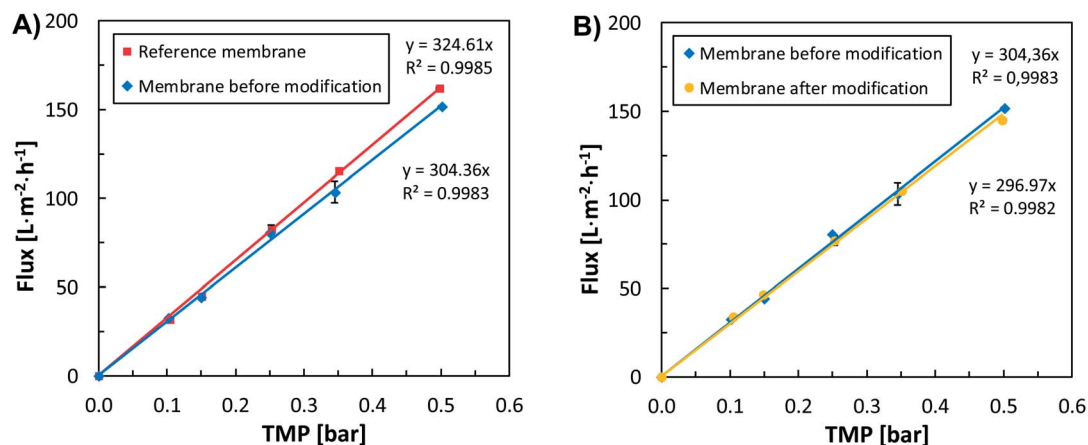 A)
Reference membrane
Membrane before modification
y = 324.61x
R² = 0.9985
y = 304.36x
R² = 0.9983
200
150
100
50
0
0.0 0.1 0.2 0.3 0.4 0.5 0.6
Flux [L·m⁻²·h⁻¹]
TMP [bar]
B)
Membrane before modification
Membrane after modification
y = 304,36x
R² = 0,9983
y = 296.97x
R² = 0.9982
200
150
100
50
0
0.0 0.1 0.2 0.3 0.4 0.5 0.6
Flux [L·m⁻²·h⁻¹]
TMP [bar]